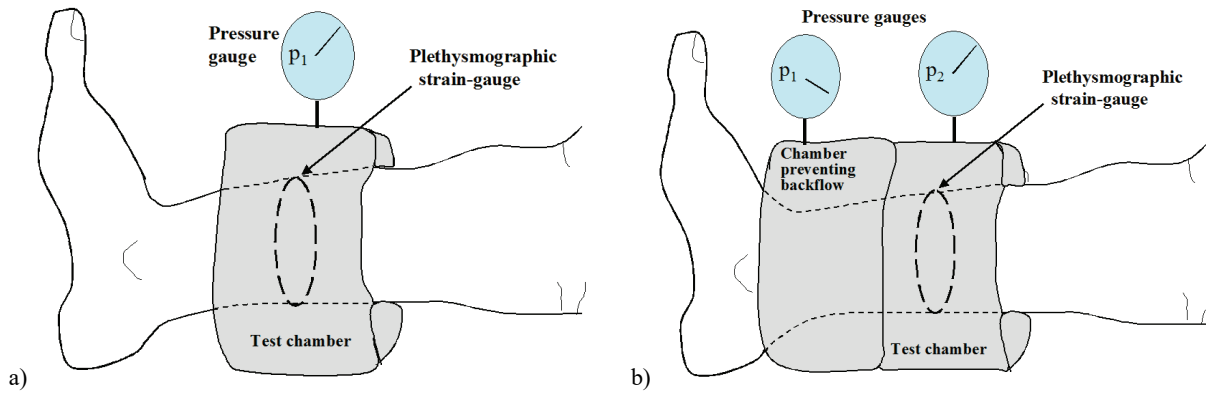 Pressure
gauge
p1
Plethysmographic
strain-gauge
Test chamber
a)
Pressure gauges
p1
p2
Plethysmographic
strain-gauge
Chamber
preventing
backflow
Test chamber
b)